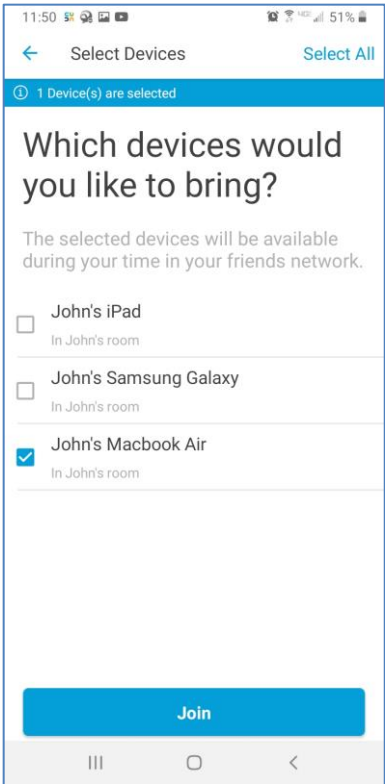 11:50 51%
Select Devices Select All
1 Device(s) are selected
Which devices would
you like to bring?
The selected devices will be available
during your time in your friends network.
John's iPad
In John's room
John's Samsung Galaxy
In John's room
John's Macbook Air
In John's room
Join